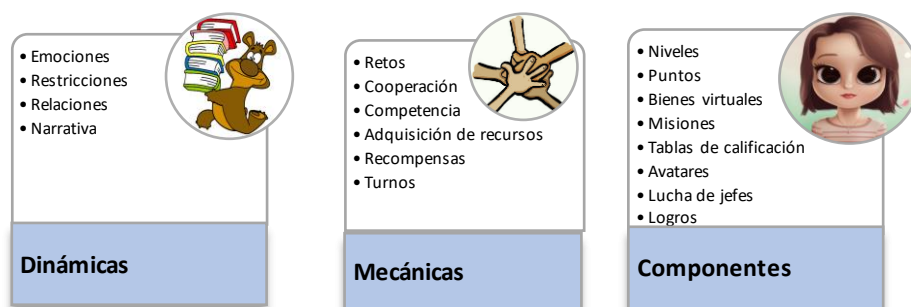 • Emociones
• Restricciones
• Relaciones
• Narrativa
Dinámicas
• Retos
• Cooperación
• Competencia
• Adquisición de recursos
• Recompensas
• Turnos
Mecánicas
• Niveles
• Puntos
• Bienes virtuales
• Misiones
• Tablas de calificación
• Avatares
• Lucha de jefes
• Logros
Componentes